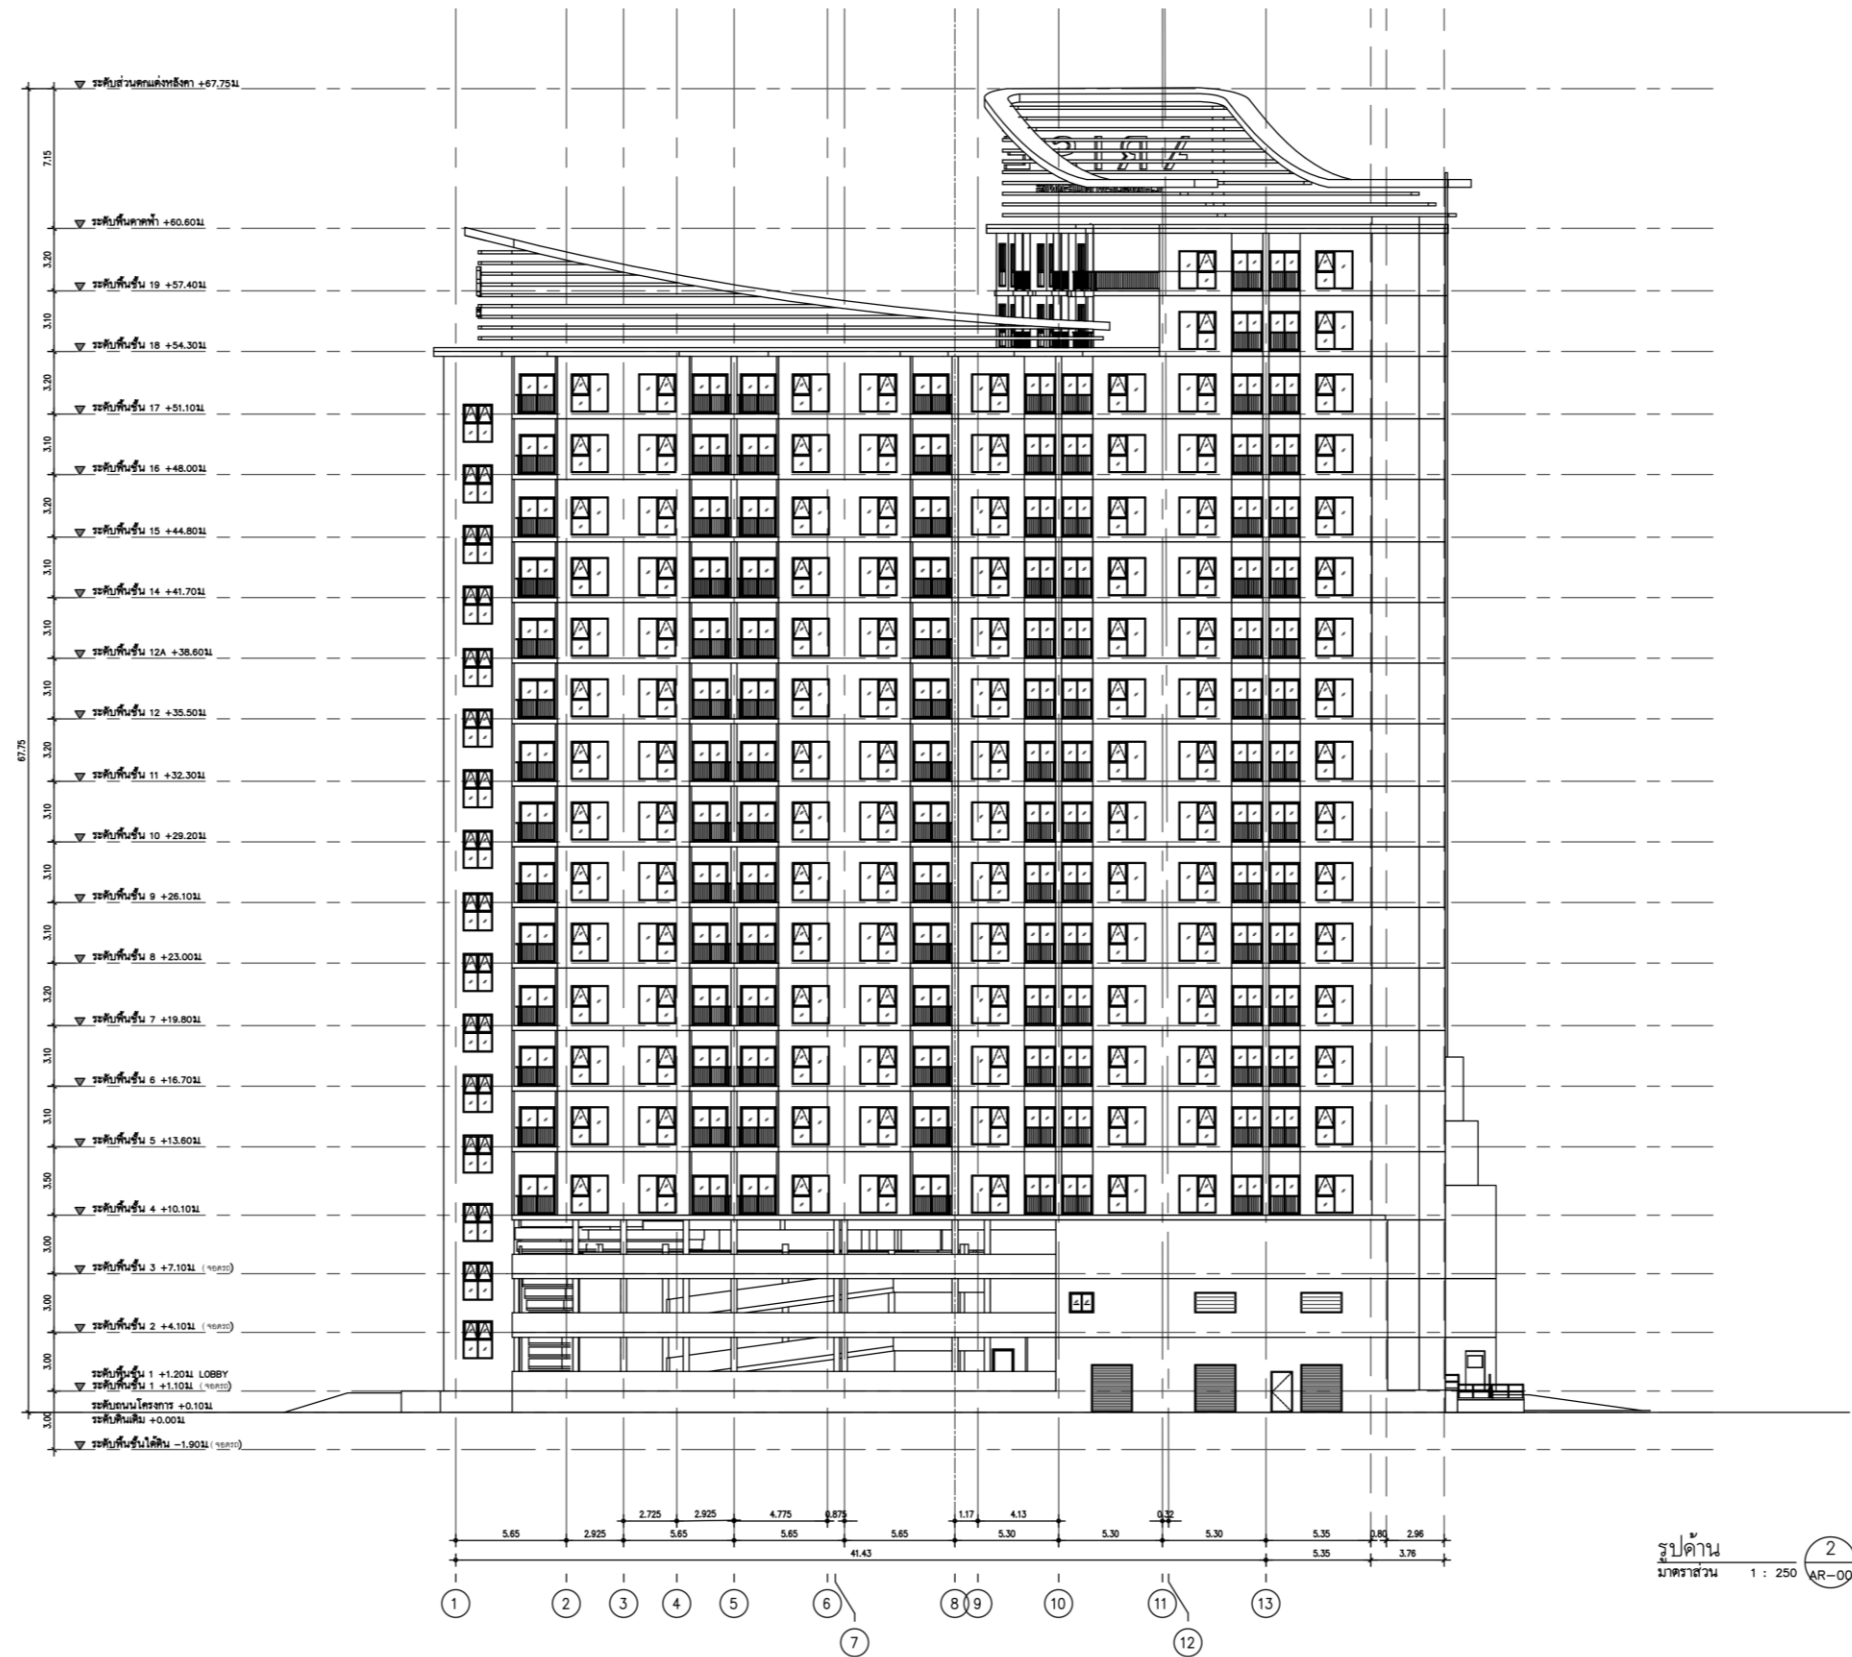 ระดับส่วนตกแต่งหลังคา +67.75ม.
7.15
ระดับพื้นดาดฟ้า +60.60ม.
3.20
ระดับพื้นชั้น 19 +57.40ม.
3.10
ระดับพื้นชั้น 18 +54.30ม.
3.20
ระดับพื้นชั้น 17 +51.10ม.
3.10
ระดับพื้นชั้น 16 +48.00ม.
3.20
ระดับพื้นชั้น 15 +44.80ม.
3.10
ระดับพื้นชั้น 14 +41.70ม.
3.10
ระดับพื้นชั้น 12A +38.60ม.
3.10
ระดับพื้นชั้น 12 +35.50ม.
67.75
3.20
ระดับพื้นชั้น 11 +32.30ม.
3.10
ระดับพื้นชั้น 10 +29.20ม.
3.10
ระดับพื้นชั้น 9 +26.10ม.
3.10
ระดับพื้นชั้น 8 +23.00ม.
3.20
ระดับพื้นชั้น 7 +19.80ม.
3.10
ระดับพื้นชั้น 6 +16.70ม.
3.10
ระดับพื้นชั้น 5 +13.60ม.
3.50
ระดับพื้นชั้น 4 +10.10ม.
3.00
ระดับพื้นชั้น 3 +7.10ม. (จอดรถ)
3.00
ระดับพื้นชั้น 2 +4.10ม. (จอดรถ)
3.00
ระดับพื้นชั้น 1 +1.20ม. LOBBY
ระดับพื้นชั้น 1 +1.10ม. (จอดรถ)
ระดับถนนโครงการ +0.10ม.
ระดับดินเดิม +0.00ม.
3.00
ระดับพื้นชั้นใต้ดิน -1.90ม. (จอดรถ)
2.725 2.925 4.775 0.875 1.17 4.13 0.32
5.65 2.925 5.65 5.65 5.65 5.30 5.30 5.30 5.35 0.80 2.96
41.43 5.35 3.76
1 2 3 4 5 6 8 9 10 11 13
7 12
รูปด้าน 2
มาตราส่วน 1 : 250 AR-00